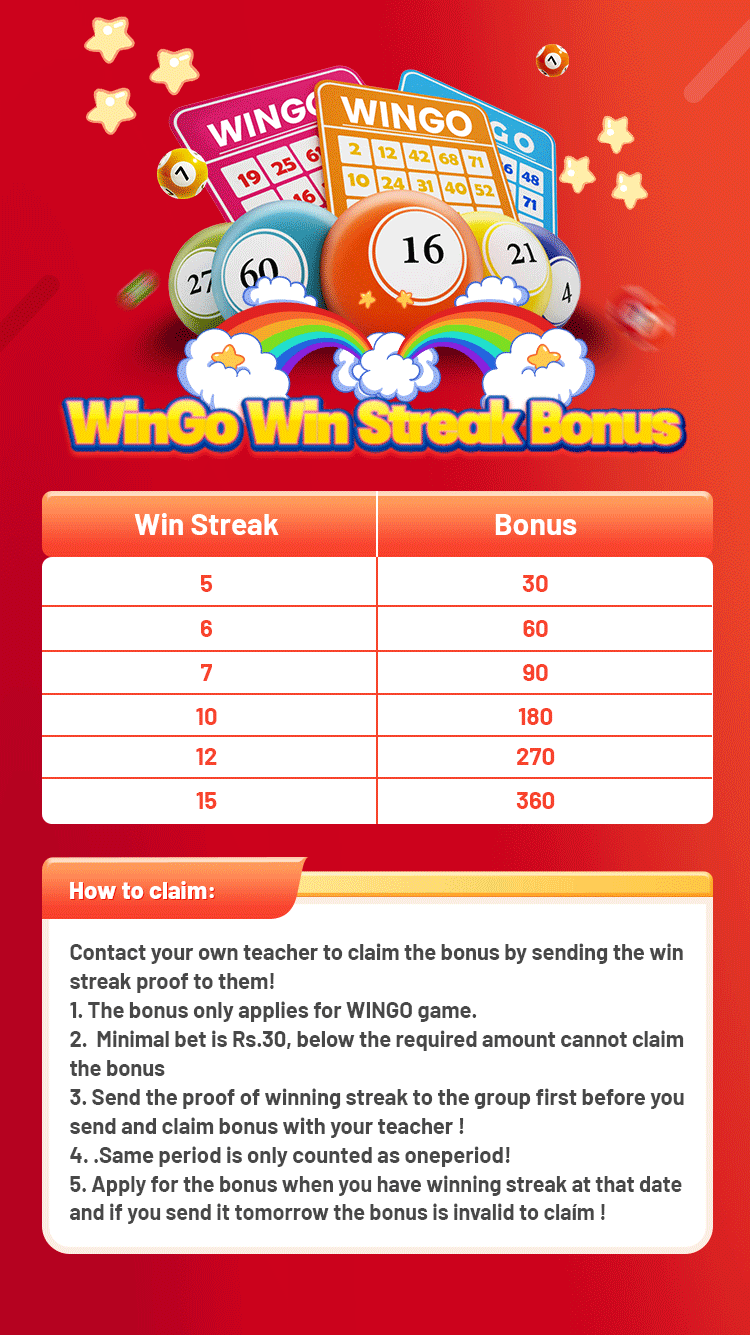 WINGO
WINGO
GO
2 12 42 68 71
10 24 31 40 52
19 25
16
6 48
71
7
7
27
60
16
21
4
WinGo Win Streak Bonus
Win Streak Bonus
5 30
6 60
7 90
10 180
12 270
15 360
How to claim:
Contact your own teacher to claim the bonus by sending the win
streak proof to them!
1. The bonus only applies for WINGO game.
2. Minimal bet is Rs.30, below the required amount cannot claim
the bonus
3. Send the proof of winning streak to the group first before you
send and claim bonus with your teacher !
4. .Same period is only counted as oneperiod!
5. Apply for the bonus when you have winning streak at that date
and if you send it tomorrow the bonus is invalid to claím !